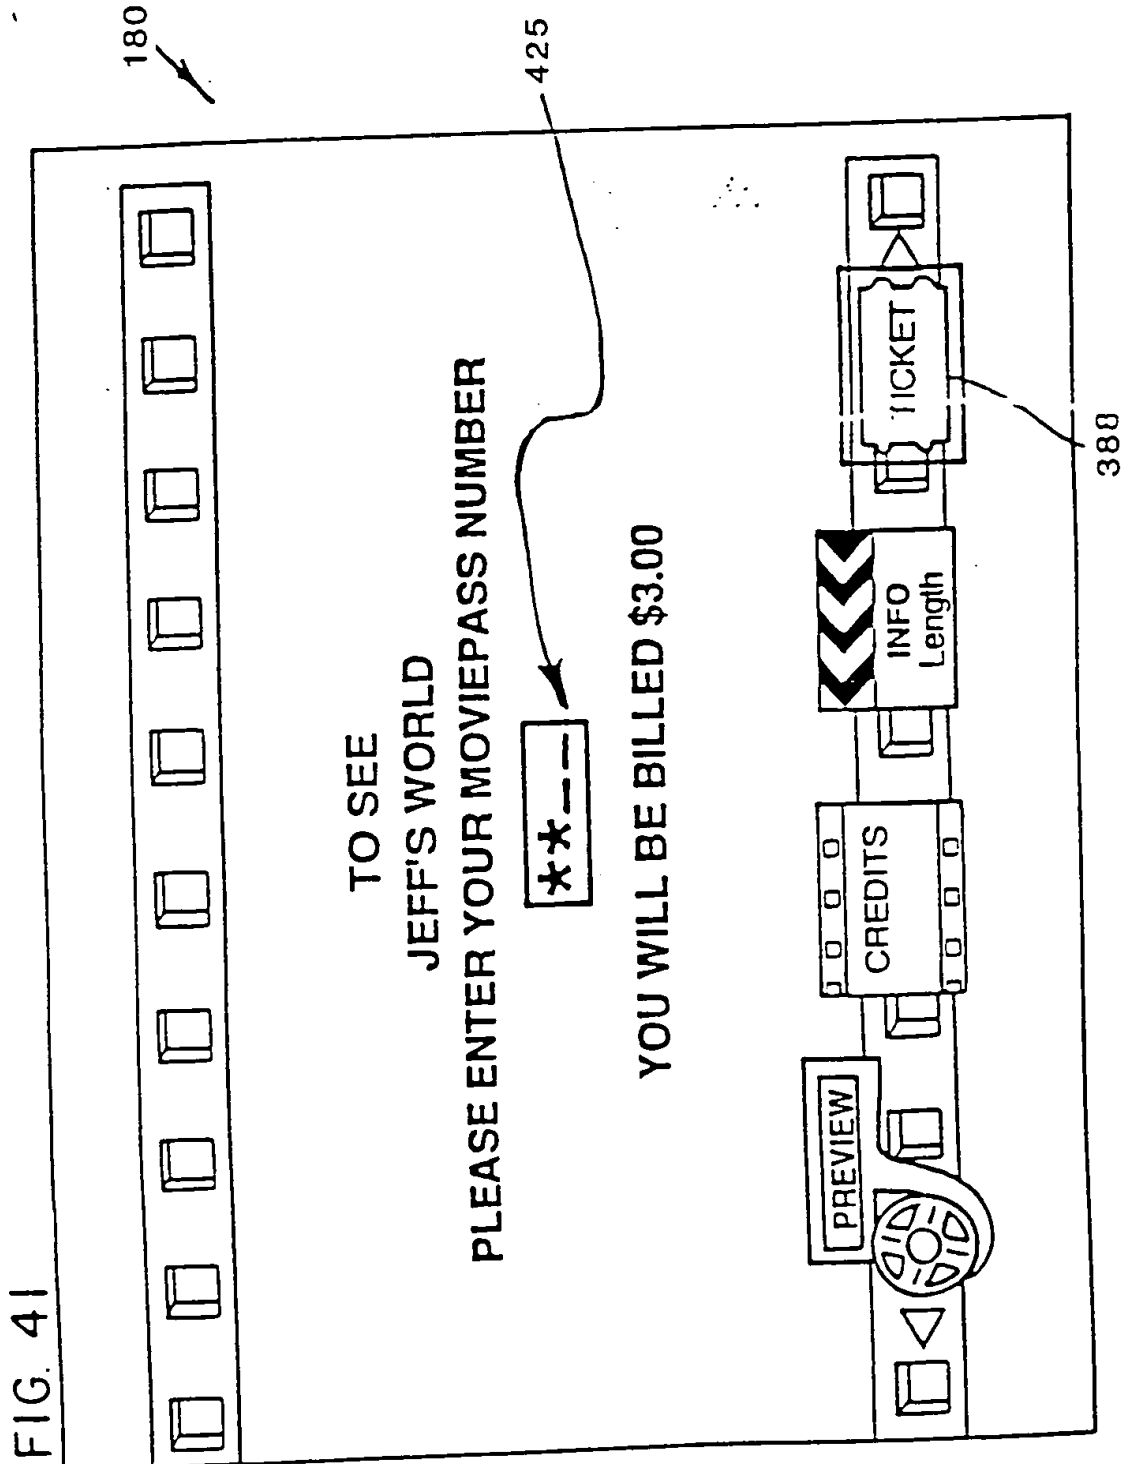 FIG. 41
180
425
TO SEE
JEFF'S WORLD
PLEASE ENTER YOUR MOVIEPASS NUMBER
**--
YOU WILL BE BILLED $3.00
PREVIEW
CREDITS
INFO
Length
TICKET
388